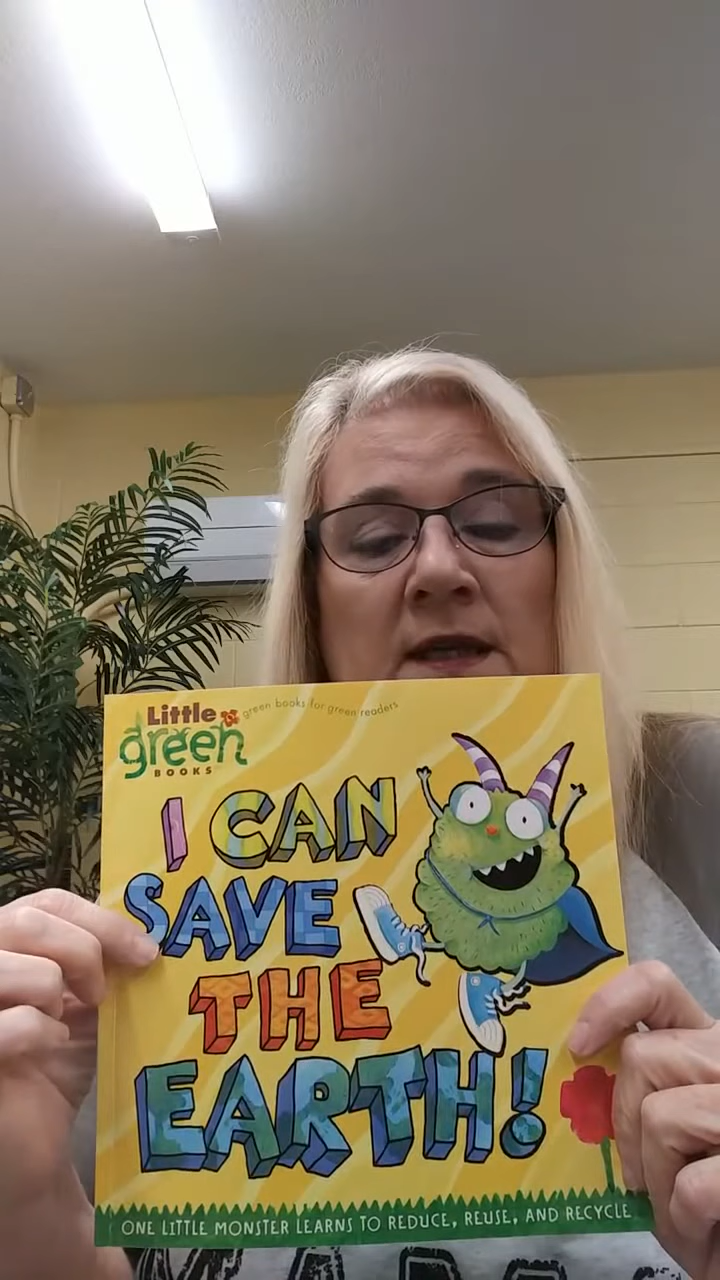 Little green books for green readers
green
BOOKS
I CAN
SAVE
THE
EARTH!
ONE LITTLE MONSTER LEARNS TO REDUCE, REUSE, AND RECYCLE